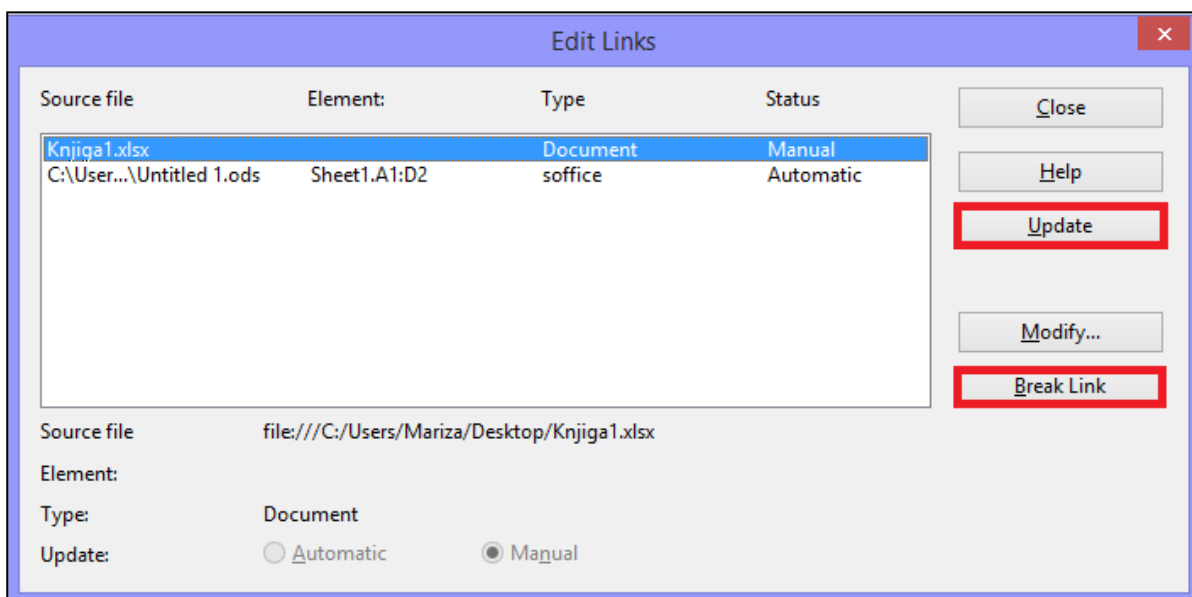 Edit Links
Source file Element: Type Status
Close
Knjiga1.xlsx Document Manual
C:\User...\Untitled 1.ods Sheet1.A1:D2 soffice Automatic
Help
Update
Modify...
Break Link
Source file file:///C:/Users/Mariza/Desktop/Knjiga1.xlsx
Element:
Type: Document
Update: Automatic Manual